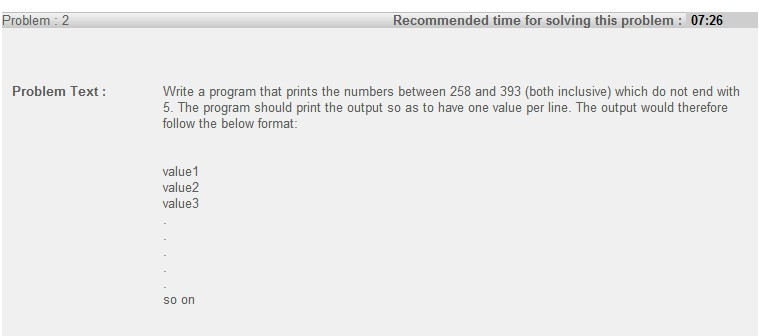 Problem : 2 Recommended time for solving this problem : 07:26
Problem Text : Write a program that prints the numbers between 258 and 393 (both inclusive) which do not end with
5. The program should print the output so as to have one value per line. The output would therefore
follow the below format:
value1
value2
value3
.
.
.
.
.
so on